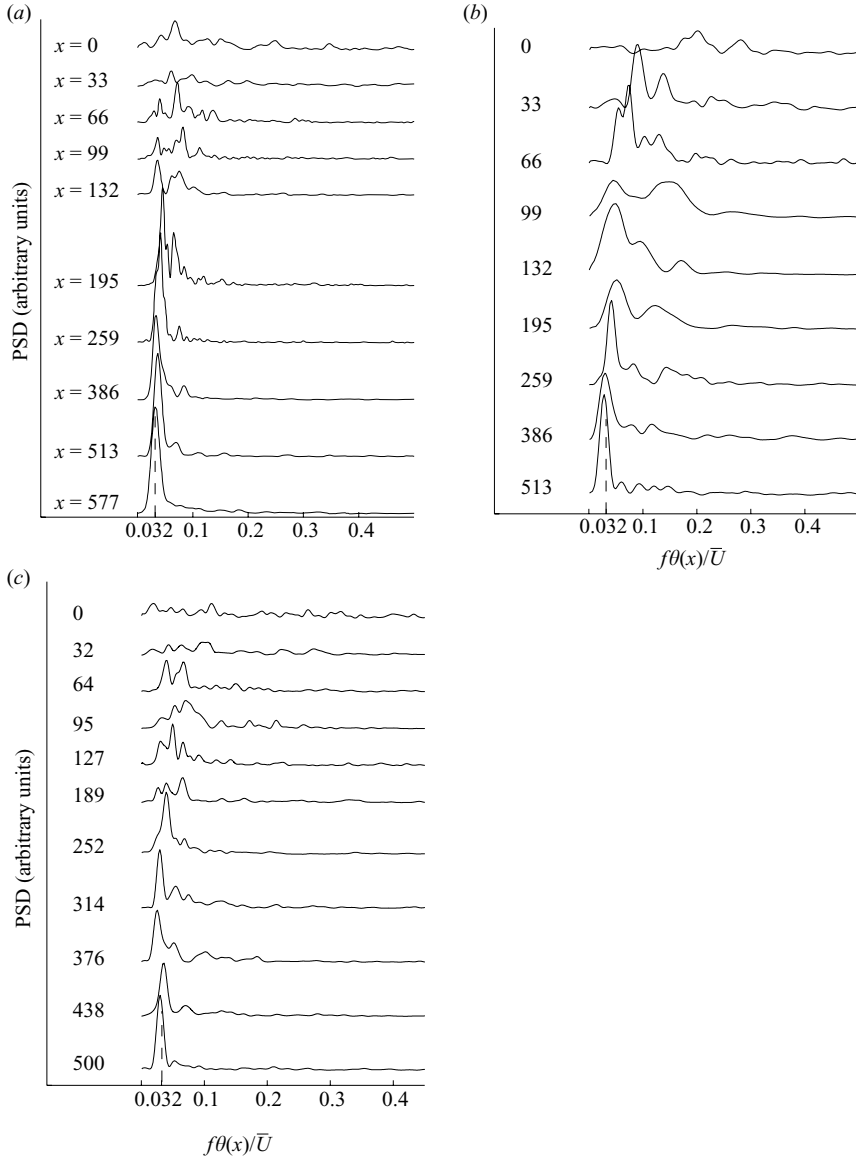 (a)
x = 0
x = 33
x = 66
x = 99
x = 132
x = 195
x = 259
x = 386
x = 513
x = 577
PSD (arbitrary units)
0.032 0.1 0.2 0.3 0.4
(b)
0
33
66
99
132
195
259
386
513
0.032 0.1 0.2 0.3 0.4
fθ(x)/U̅
(c)
0
32
64
95
127
189
252
314
376
438
500
PSD (arbitrary units)
0.032 0.1 0.2 0.3 0.4
fθ(x)/U̅